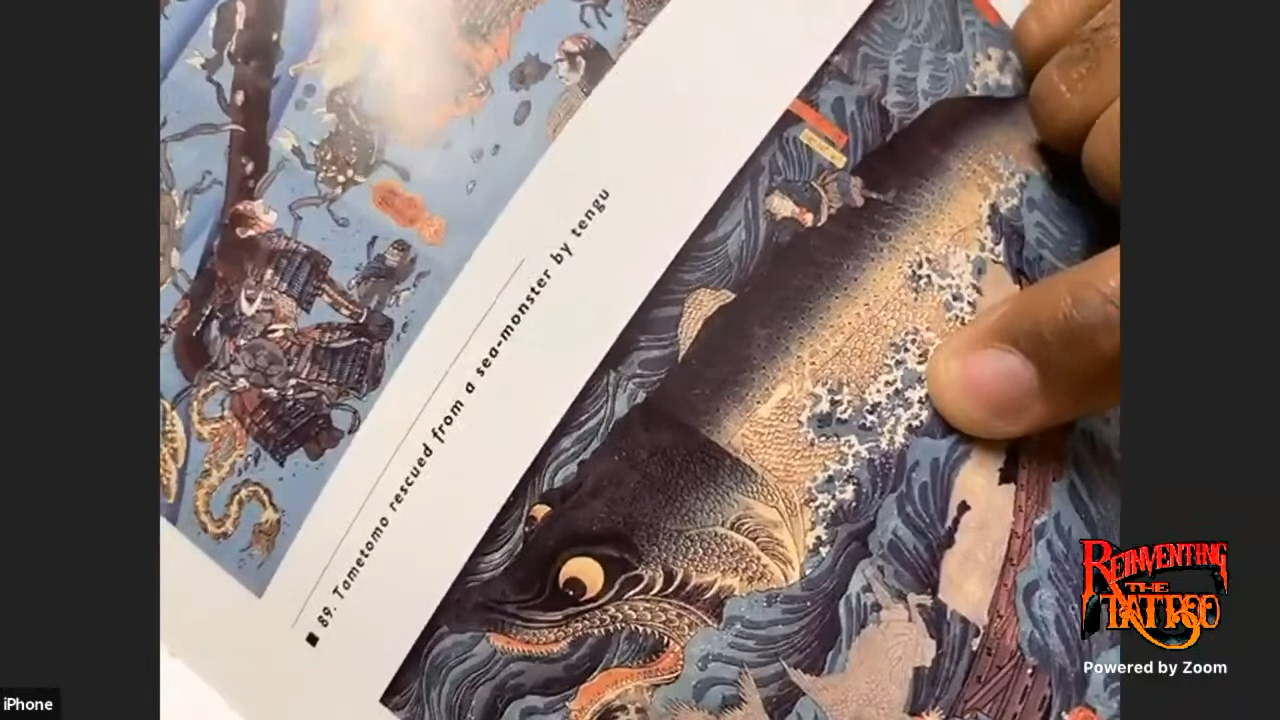 ■ 89. Tametomo rescued from a sea-monster by tengu
REINVENTING
THE
TATTOO
Powered by Zoom
iPhone